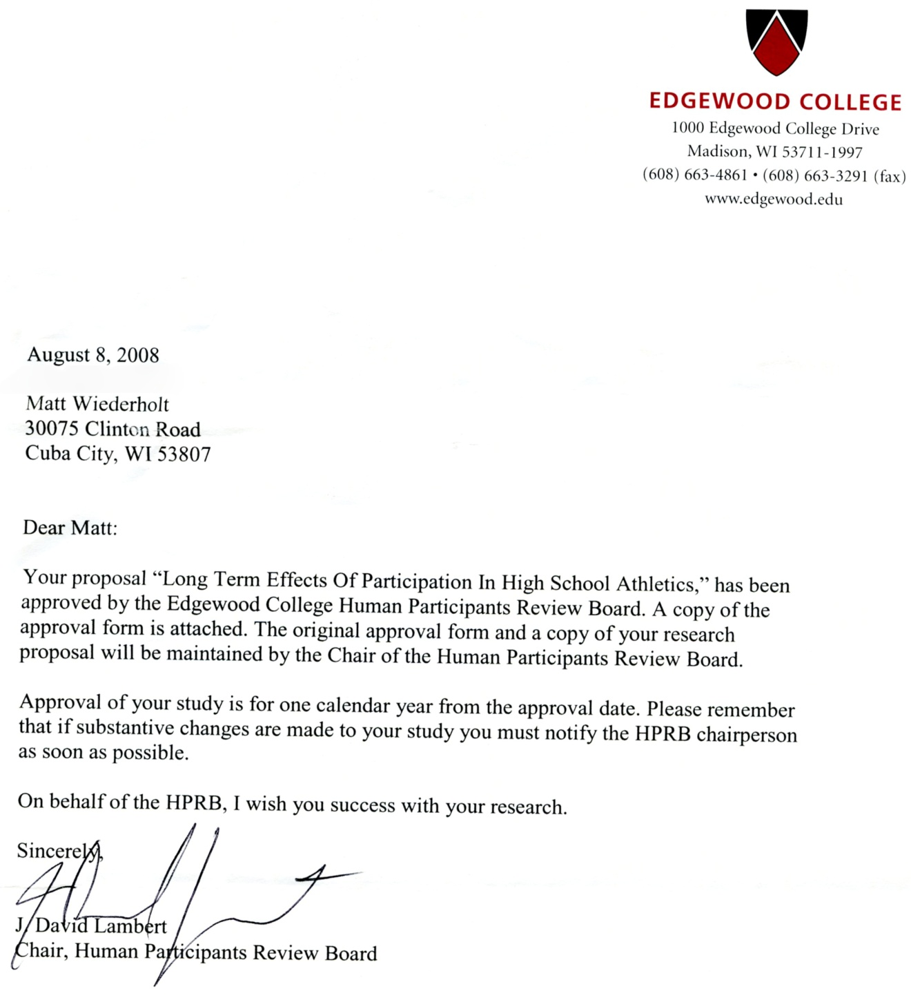 EDGEWOOD COLLEGE
1000 Edgewood College Drive
Madison, WI 53711-1997
(608) 663-4861 • (608) 663-3291 (fax)
www.edgewood.edu
August 8, 2008
Matt Wiederholt
30075 Clinton Road
Cuba City, WI 53807
Dear Matt:
Your proposal “Long Term Effects Of Participation In High School Athletics,” has been
approved by the Edgewood College Human Participants Review Board. A copy of the
approval form is attached. The original approval form and a copy of your research
proposal will be maintained by the Chair of the Human Participants Review Board.
Approval of your study is for one calendar year from the approval date. Please remember
that if substantive changes are made to your study you must notify the HPRB chairperson
as soon as possible.
On behalf of the HPRB, I wish you success with your research.
Sincerely,
J. David Lambert
Chair, Human Participants Review Board